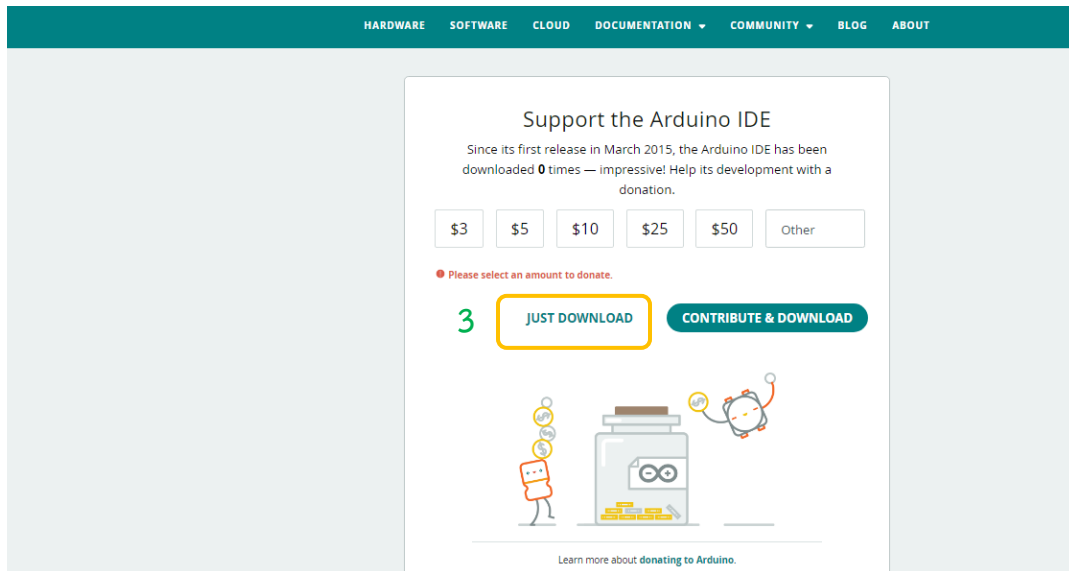 HARDWARE SOFTWARE CLOUD DOCUMENTATION COMMUNITY BLOG ABOUT
Support the Arduino IDE
Since its first release in March 2015, the Arduino IDE has been
downloaded 0 times — impressive! Help its development with a
donation.
$3 $5 $10 $25 $50 Other
Please select an amount to donate.
3 JUST DOWNLOAD CONTRIBUTE & DOWNLOAD
Learn more about donating to Arduino.